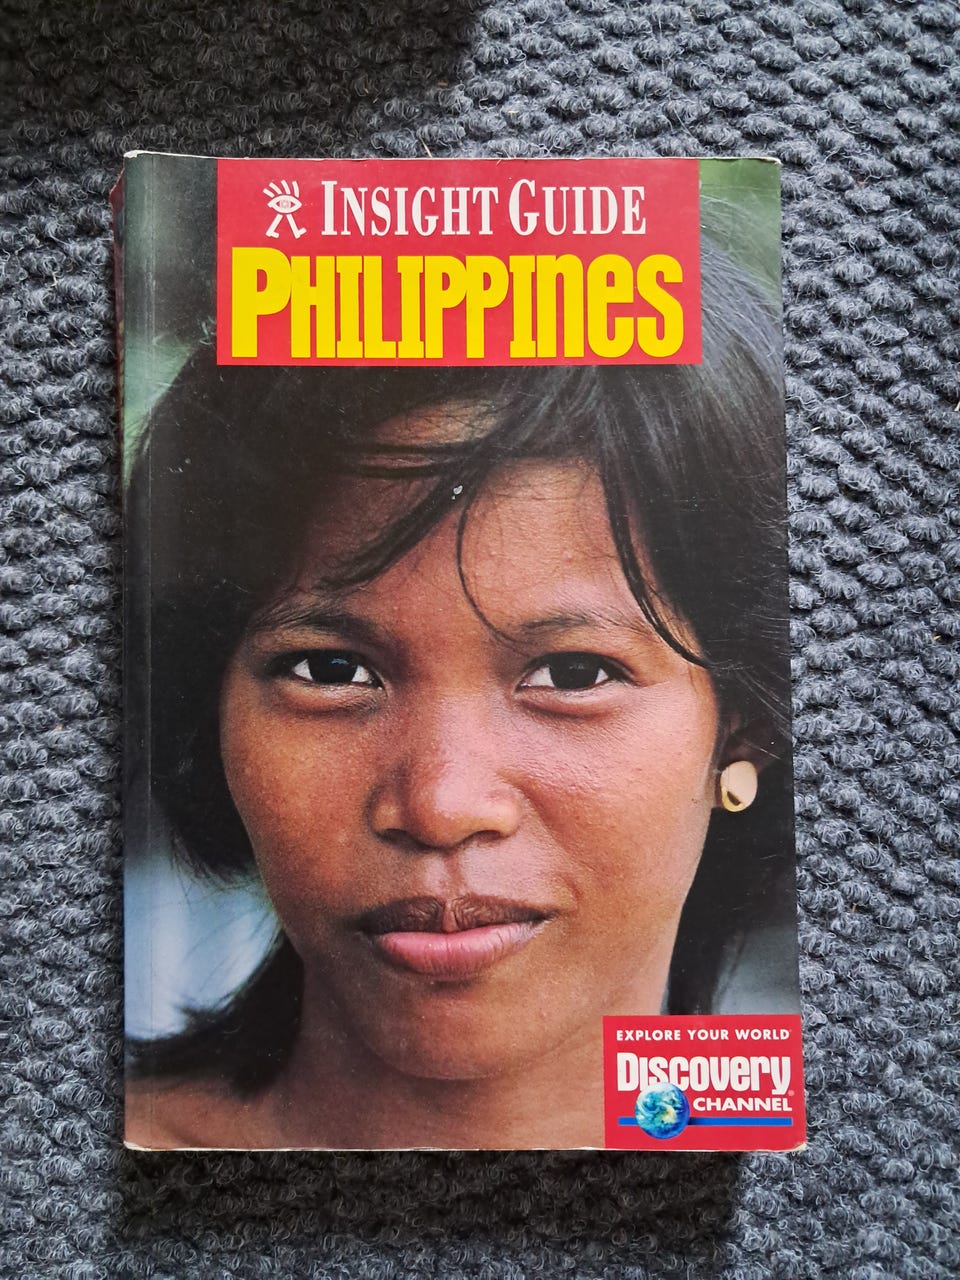 INSIGHT GUIDE
PHILIPPINES
EXPLORE YOUR WORLD
Discovery
CHANNEL